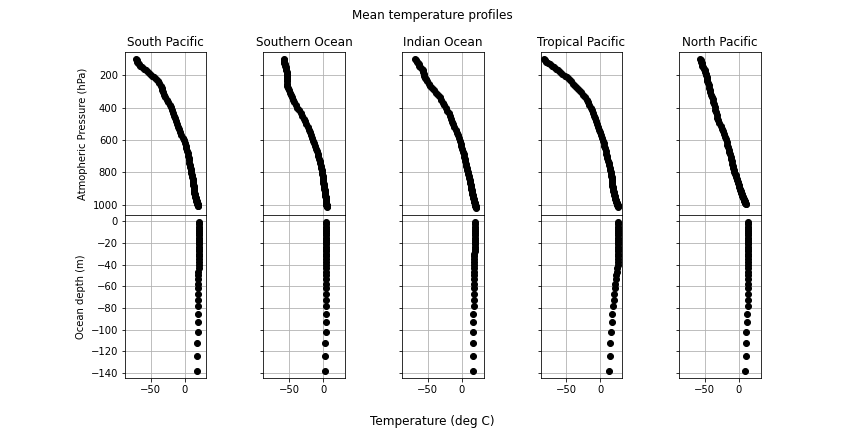 Mean temperature profiles
South Pacific
Southern Ocean
Indian Ocean
Tropical Pacific
North Pacific
Atmopheric Pressure (hPa)
200
400
600
800
1000
Ocean depth (m)
0
−20
−40
−60
−80
−100
−120
−140
−50 0
−50 0
−50 0
−50 0
−50 0
Temperature (deg C)